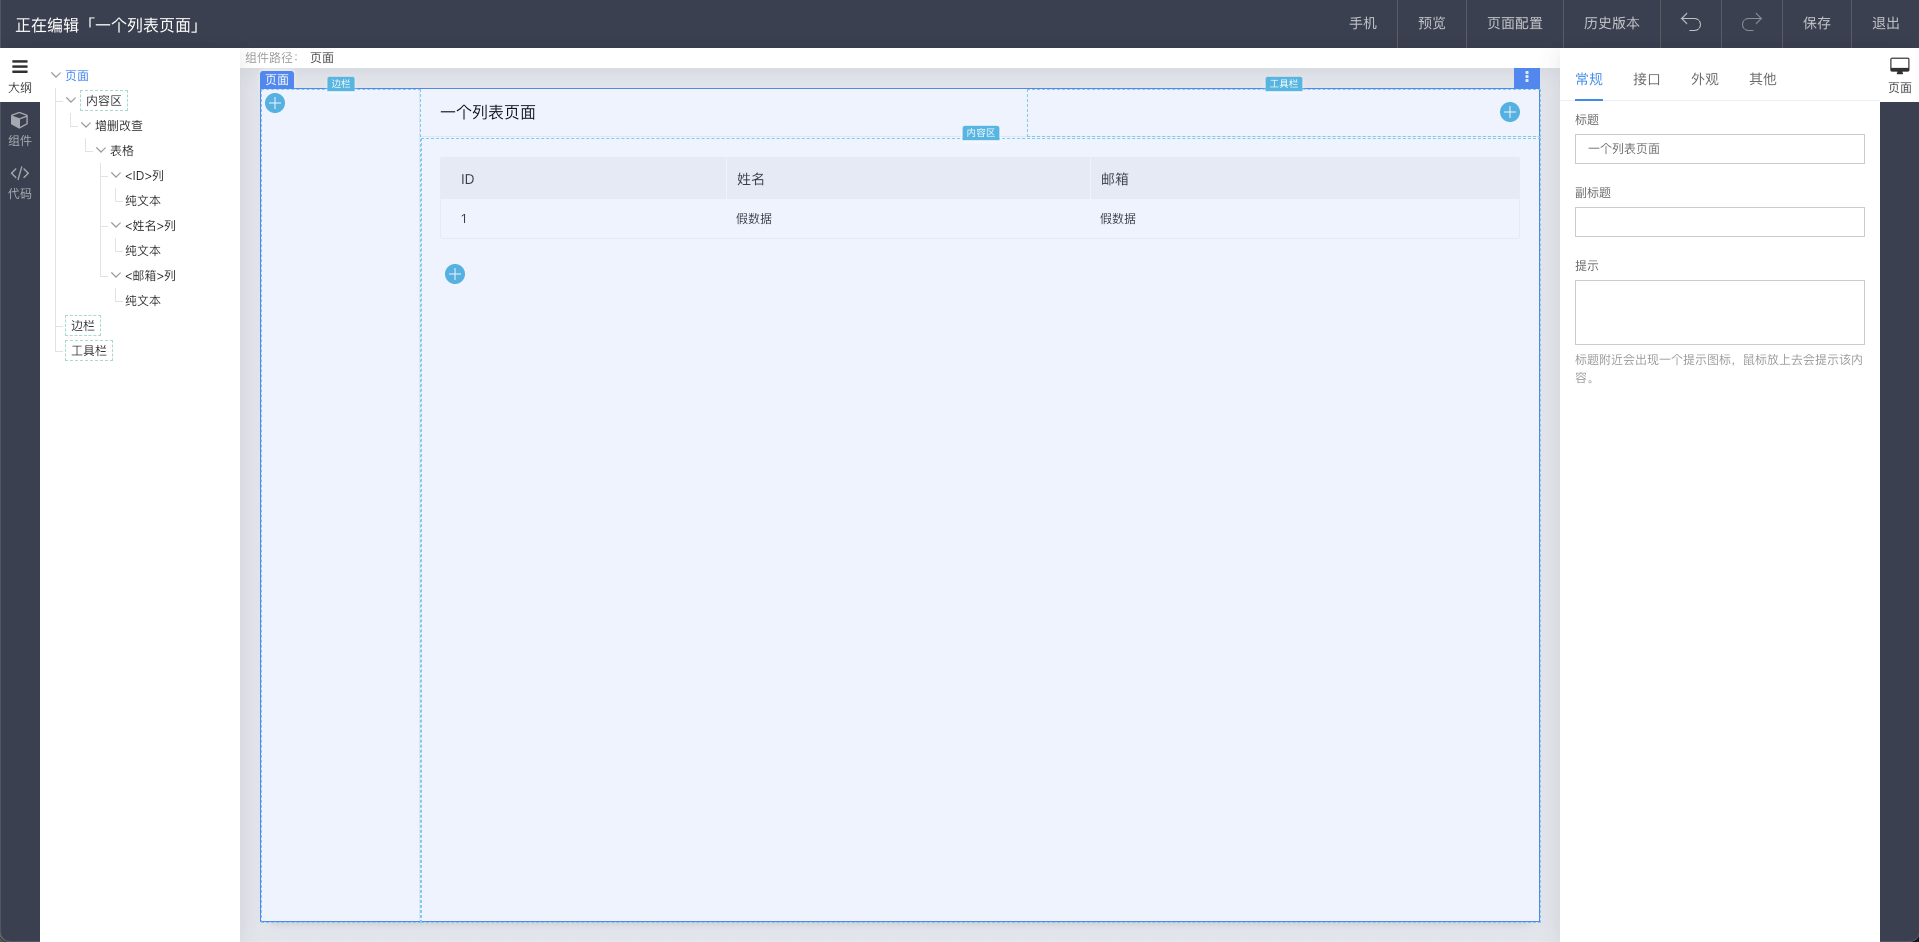 正在编辑「一个列表页面」
手机 预览 页面配置 历史版本 保存 退出
大纲
组件
代码
页面
内容区
增删改查
表格
<ID>列
纯文本
<姓名>列
纯文本
<邮箱>列
纯文本
边栏
工具栏
组件路径： 页面
页面
边栏
工具栏
一个列表页面
内容区
ID 姓名 邮箱
1 假数据 假数据
常规 接口 外观 其他
标题
一个列表页面
副标题
提示
标题附近会出现一个提示图标，鼠标放上去会提示该内
容。
页面